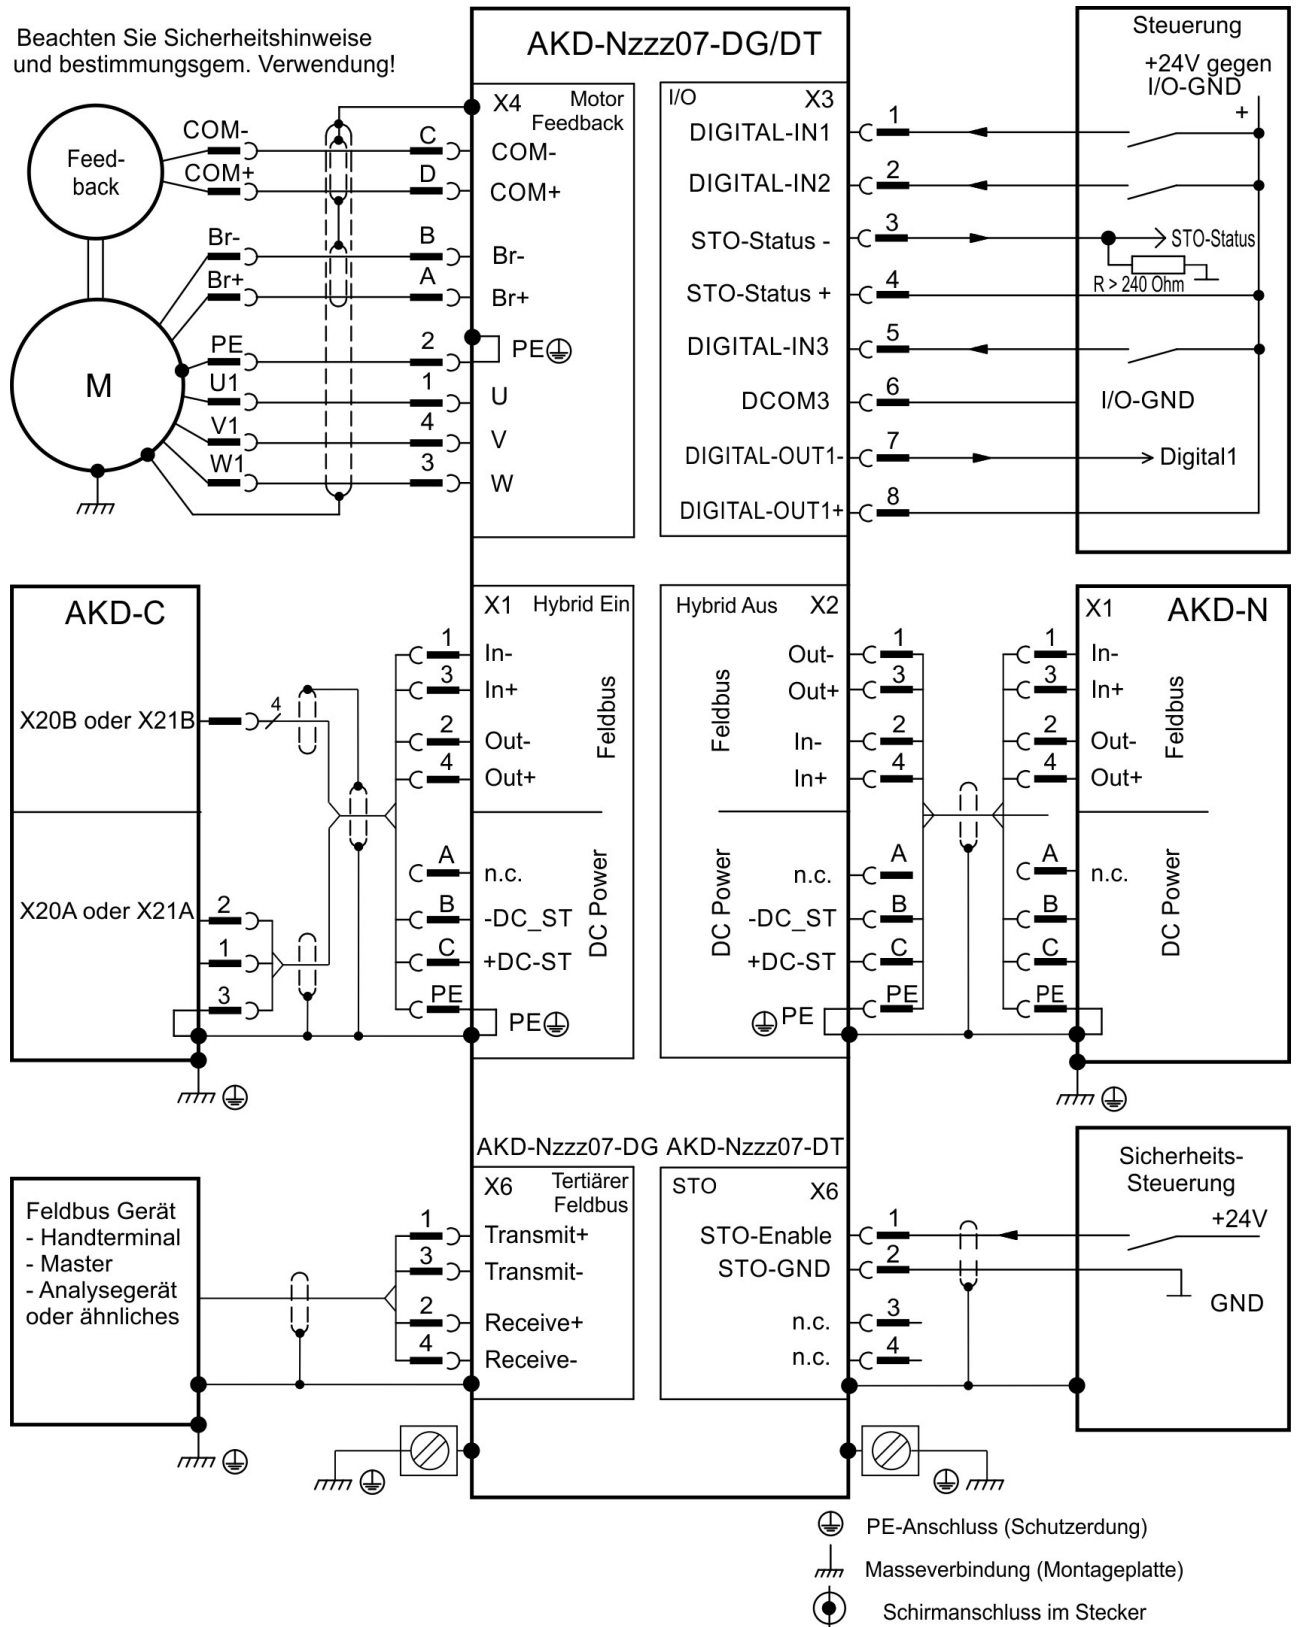 Beachten Sie Sicherheitshinweise
und bestimmungsgem. Verwendung!
AKD-Nzzz07-DG/DT
Feed-
back
M
COM-
COM+
Br-
Br+
PE
U1
V1
W1
C
D
B
A
2
1
4
3
X4
Motor
Feedback
COM-
COM+
Br-
Br+
PE
U
V
W
I/O
X3
DIGITAL-IN1
DIGITAL-IN2
STO-Status -
STO-Status +
DIGITAL-IN3
DCOM3
DIGITAL-OUT1-
DIGITAL-OUT1+
1
2
3
4
5
6
7
8
Steuerung
+24V gegen
I/O-GND
+
STO-Status
R > 240 Ohm
I/O-GND
Digital1
AKD-C
X20B oder X21B
4
X20A oder X21A
2
1
3
1
3
2
4
A
B
C
PE
X1
Hybrid Ein
In-
In+
Out-
Out+
Feldbus
n.c.
-DC_ST
+DC-ST
DC Power
PE
Hybrid Aus
X2
Out-
Out+
In-
In+
Feldbus
n.c.
-DC_ST
+DC-ST
DC Power
PE
1
3
2
4
A
B
C
PE
1
3
2
4
A
B
C
PE
X1
AKD-N
In-
In+
Out-
Out+
Feldbus
n.c.
DC Power
AKD-Nzzz07-DG
AKD-Nzzz07-DT
Feldbus Gerät
- Handterminal
- Master
- Analysegerät
oder ähnliches
1
3
2
4
X6
Tertiärer
Feldbus
Transmit+
Transmit-
Receive+
Receive-
STO
X6
STO-Enable
STO-GND
n.c.
n.c.
1
2
3
4
Sicherheits-
Steuerung
+24V
GND
PE-Anschluss (Schutzerdung)
Masseverbindung (Montageplatte)
Schirmanschluss im Stecker